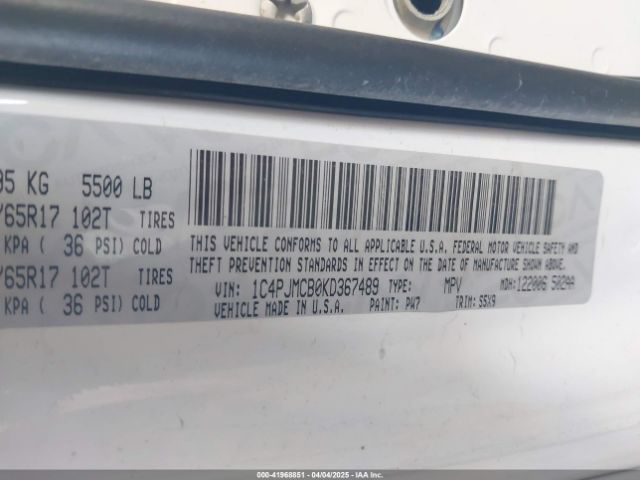 95 KG 5500 LB
/65R17 102T TIRES
KPA ( 36 PSI) COLD
/65R17 102T TIRES
KPA ( 36 PSI) COLD
THIS VEHICLE CONFORMS TO ALL APPLICABLE U.S.A. FEDERAL MOTOR VEHICLE SAFETY AND
THEFT PREVENTION STANDARDS IN EFFECT ON THE DATE OF MANUFACTURE SHOWN ABOVE.
VIN: 1C4PJMCB0KD367489 TYPE: MPV MDH:122006 502AA
VEHICLE MADE IN U.S.A. PAINT: PW7 TRIM: S5X9
000-41968851 - 04/04/2025 - IAAI.com